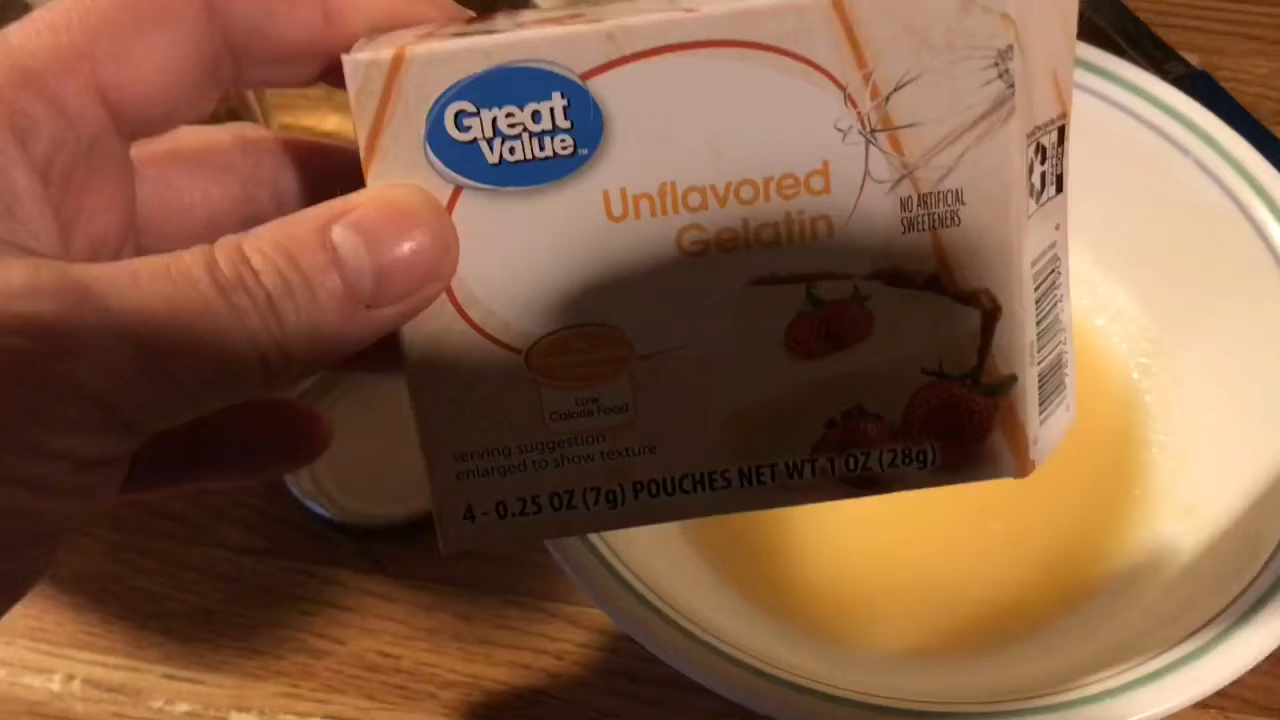 Great
Value™
Unflavored
Gelatin
NO ARTIFICIAL
SWEETENERS
Low
Calorie Food
serving suggestion
enlarged to show texture
4 - 0.25 OZ (7g) POUCHES NET WT 1 OZ (28g)